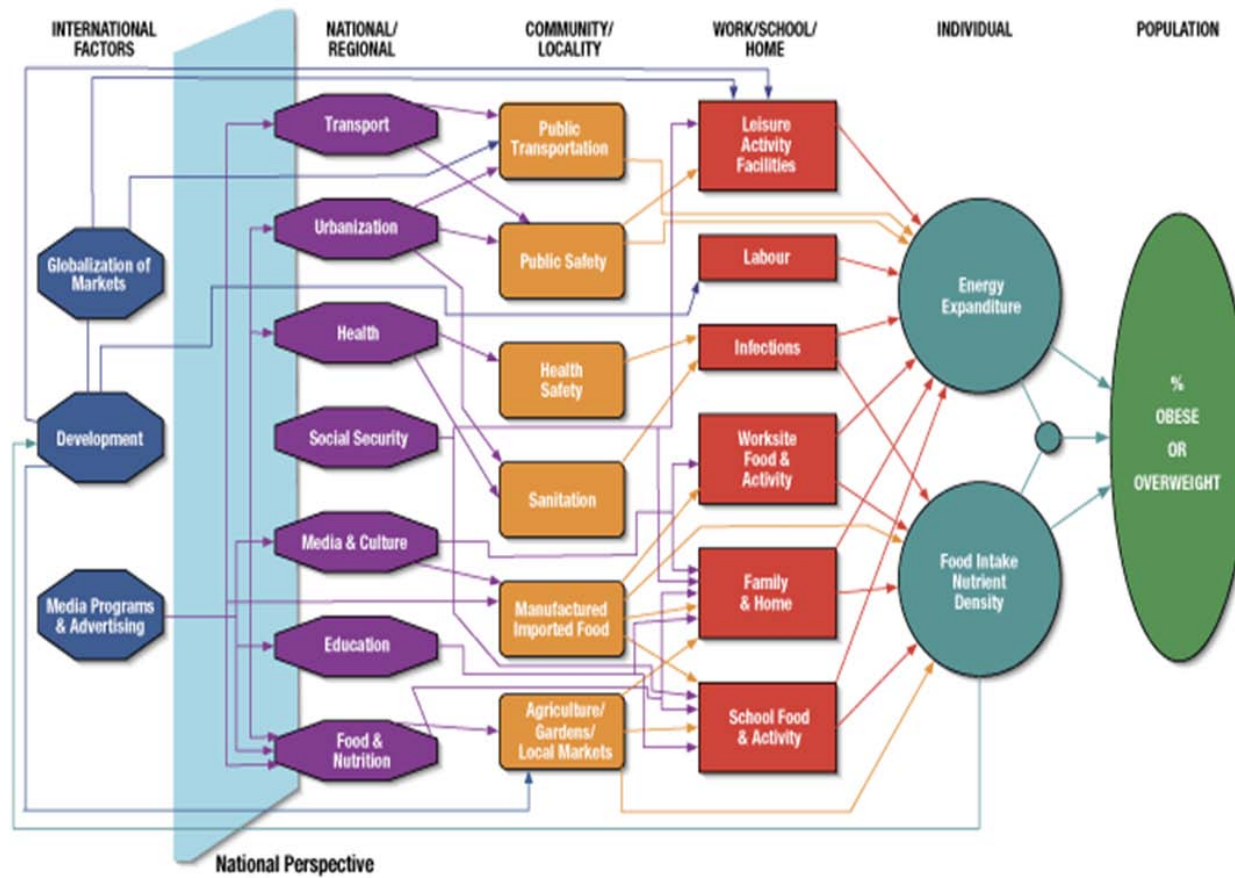 INTERNATIONAL
FACTORS
NATIONAL/
REGIONAL
COMMUNITY/
LOCALITY
WORK/SCHOOL/
HOME
INDIVIDUAL
POPULATION
Globalization of
Markets
Development
Media Programs
& Advertising
Transport
Urbanization
Health
Social Security
Media & Culture
Education
Food &
Nutrition
Public
Transportation
Public Safety
Health
Safety
Sanitation
Manufactured
Imported Food
Agriculture/
Gardens/
Local Markets
Leisure
Activity
Facilities
Labour
Infections
Worksite
Food &
Activity
Family
& Home
School Food
& Activity
Energy
Expenditure
Food Intake
Nutrient
Density
%
OBESE
OR
OVERWEIGHT
National Perspective